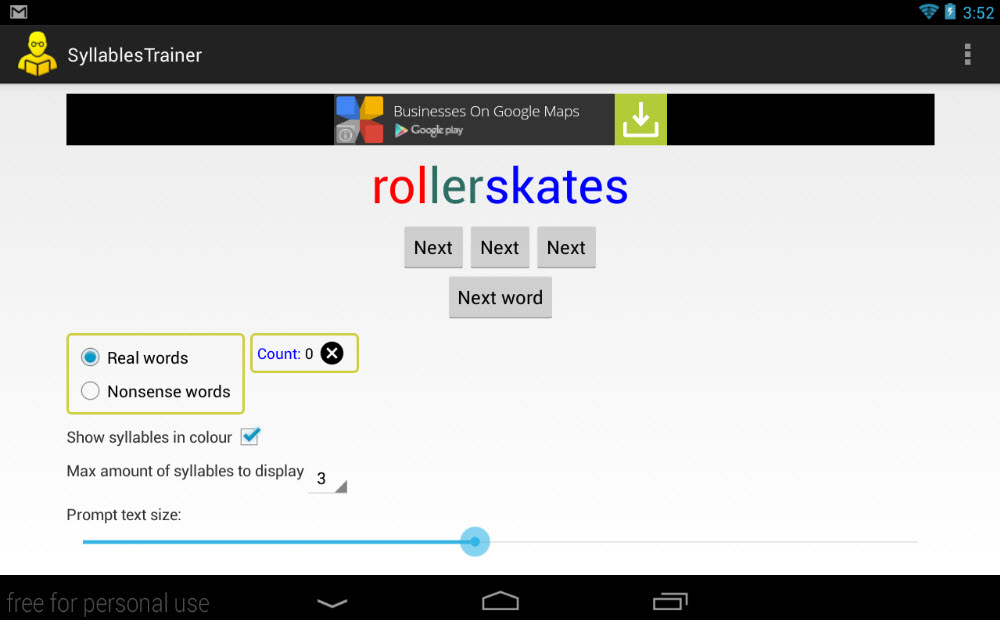 3:52
SyllablesTrainer
Businesses On Google Maps
Google play
rollerskates
Next Next Next
Next word
Real words
Count: 0
Nonsense words
Show syllables in colour
Max amount of syllables to display 3
Prompt text size:
free for personal use